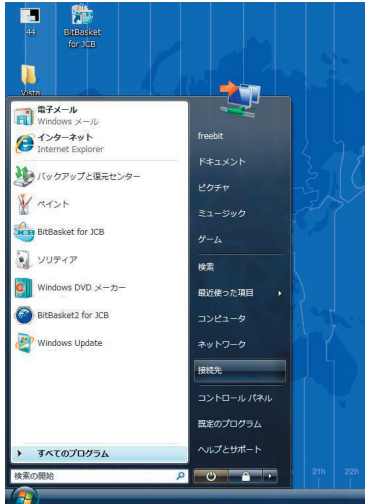 44
BitBasket
for JCB
Vista
電子メール
Windows メール
インターネット
Internet Explorer
バックアップと復元センター
ペイント
BitBasket for JCB
ソリティア
Windows DVD メーカー
BitBasket2 for JCB
Windows Update
すべてのプログラム
検索の開始
freebit
ドキュメント
ピクチャ
ミュージック
ゲーム
検索
最近使った項目
コンピュータ
ネットワーク
接続先
コントロール パネル
既定のプログラム
ヘルプとサポート
21h 22h